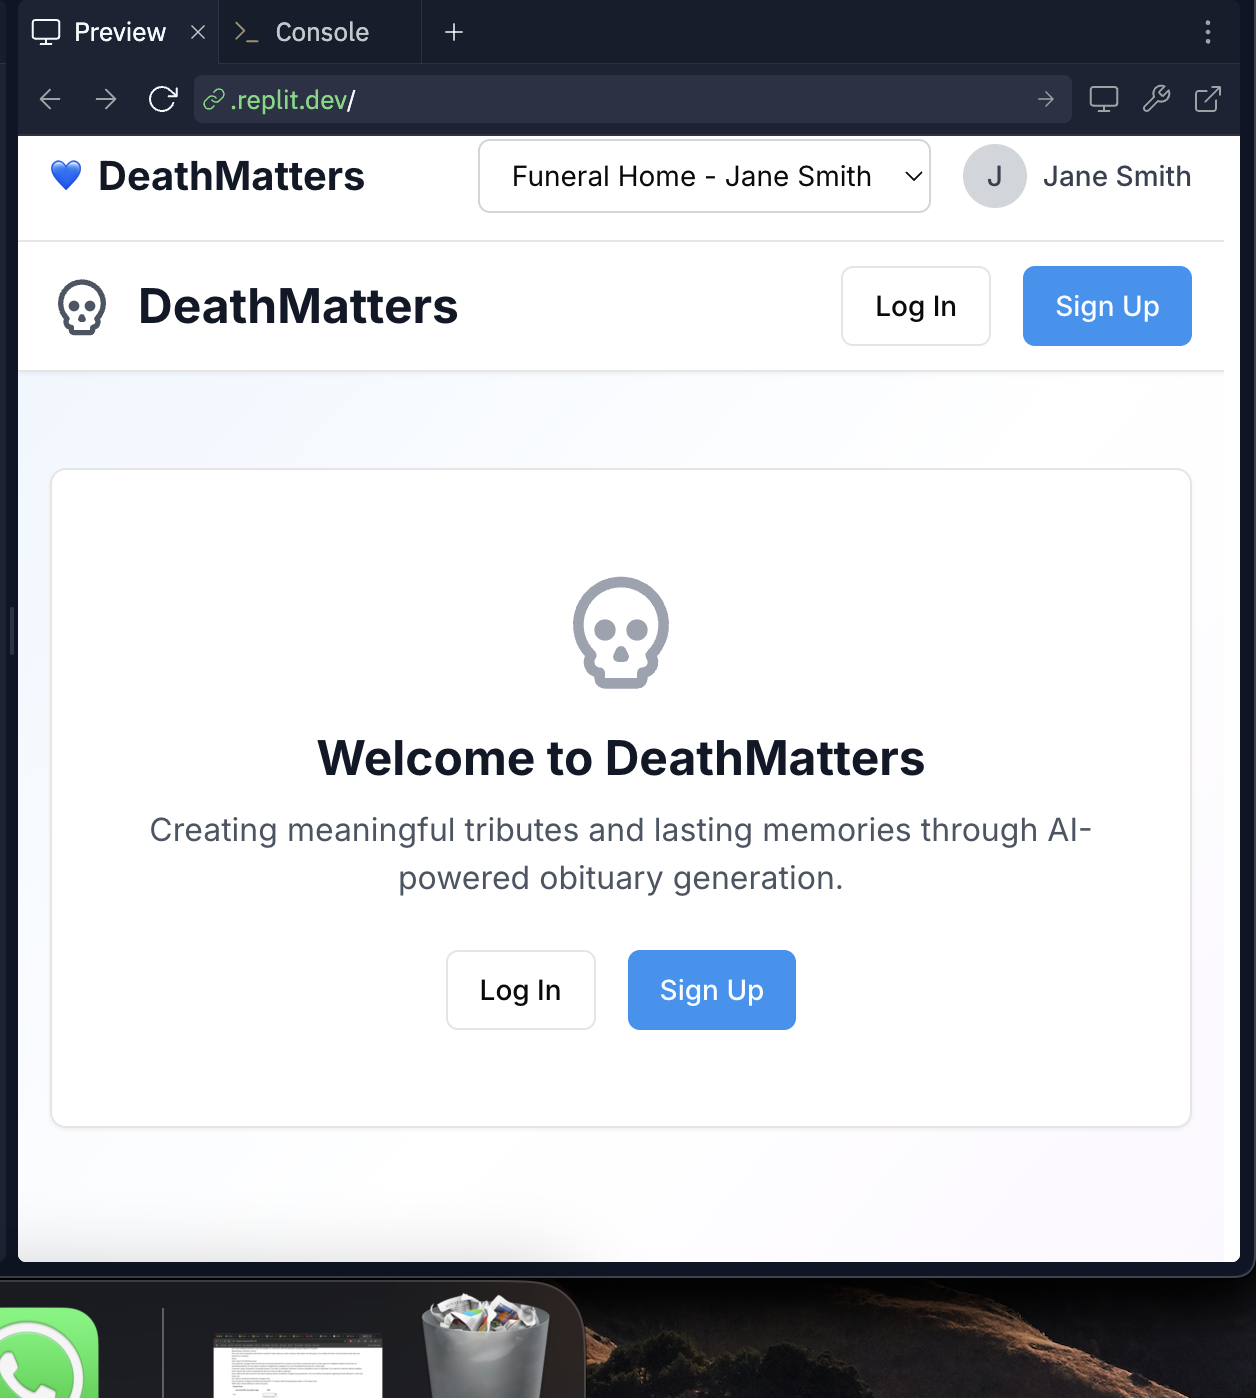 Preview
Console
.replit.dev/
💙 DeathMatters
Funeral Home - Jane Smith
J
Jane Smith
DeathMatters
Log In
Sign Up
Welcome to DeathMatters
Creating meaningful tributes and lasting memories through AI-
powered obituary generation.
Log In
Sign Up